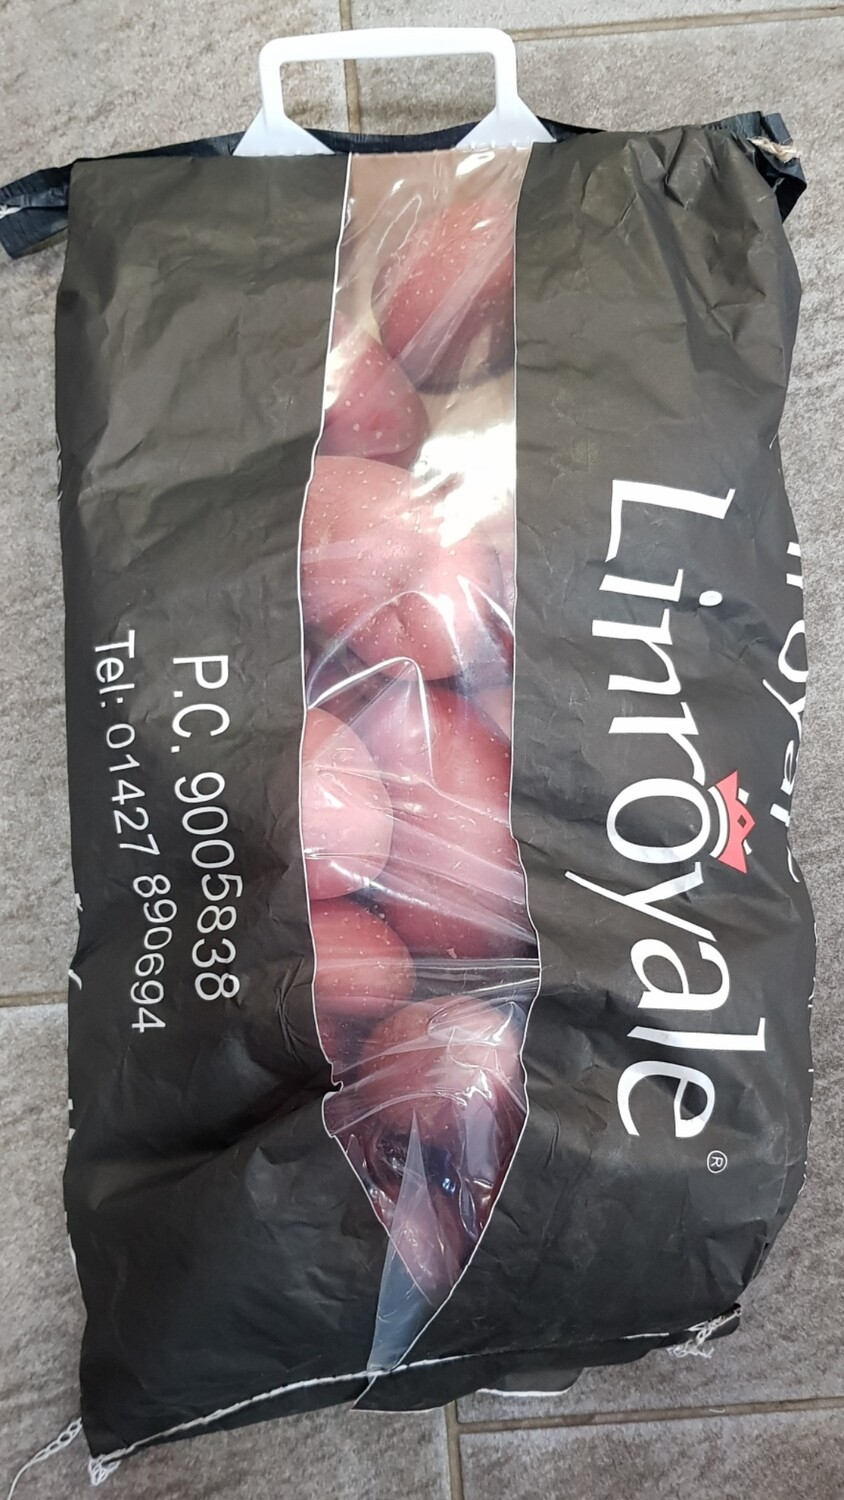 Linroyale®
P.C. 9005838
Tel: 01427 890694